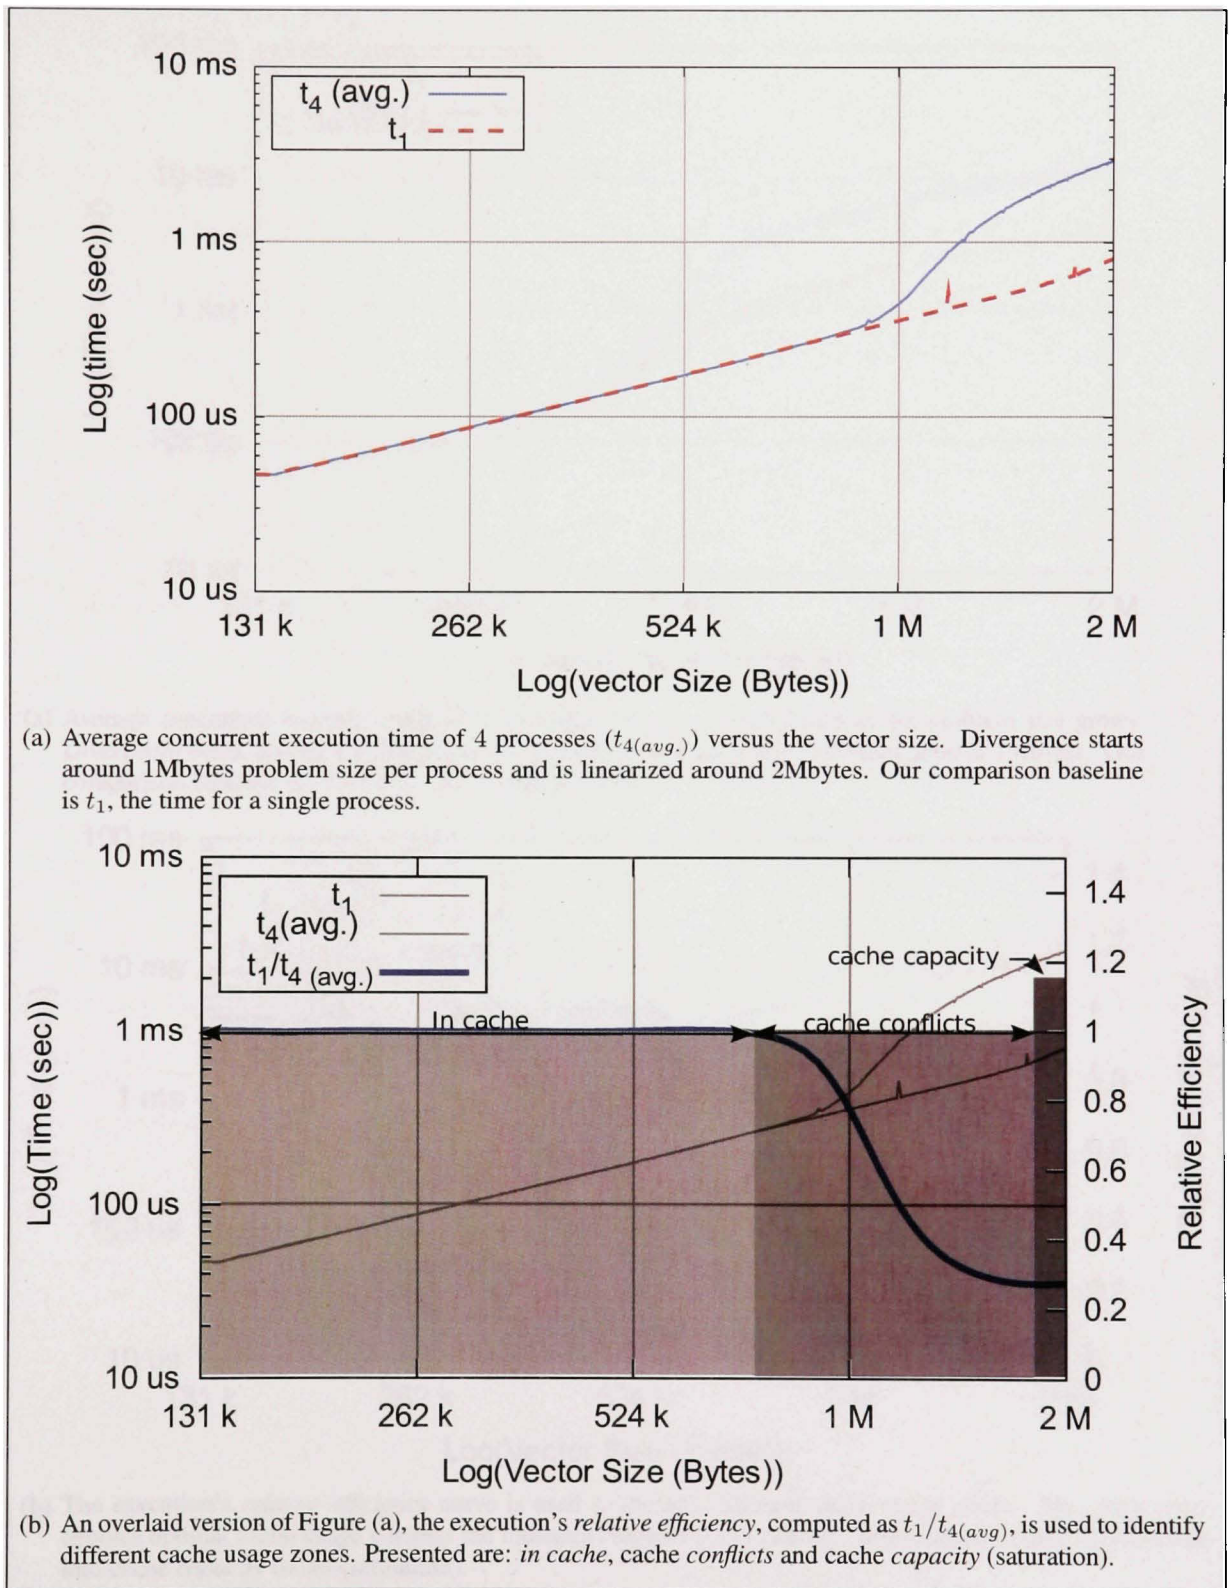 10 ms
t4 (avg.)
t1
1 ms
100 us
10 us
131 k 262 k 524 k 1 M 2 M
Log(time (sec))
Log(vector Size (Bytes))
(a) Average concurrent execution time of 4 processes (t4(avg.)) versus the vector size. Divergence starts
around 1Mbytes problem size per process and is linearized around 2Mbytes. Our comparison baseline
is t1, the time for a single process.
10 ms
t1
t4(avg.)
t1/t4 (avg.)
1.4
cache capacity
1.2
1 ms
In cache
cache conflicts
1
0.8
0.6
100 us
0.4
0.2
10 us
0
131 k 262 k 524 k 1 M 2 M
Log(Time (sec))
Relative Efficiency
Log(Vector Size (Bytes))
(b) An overlaid version of Figure (a), the execution's relative efficiency, computed as t1/t4(avg), is used to identify
different cache usage zones. Presented are: in cache, cache conflicts and cache capacity (saturation).